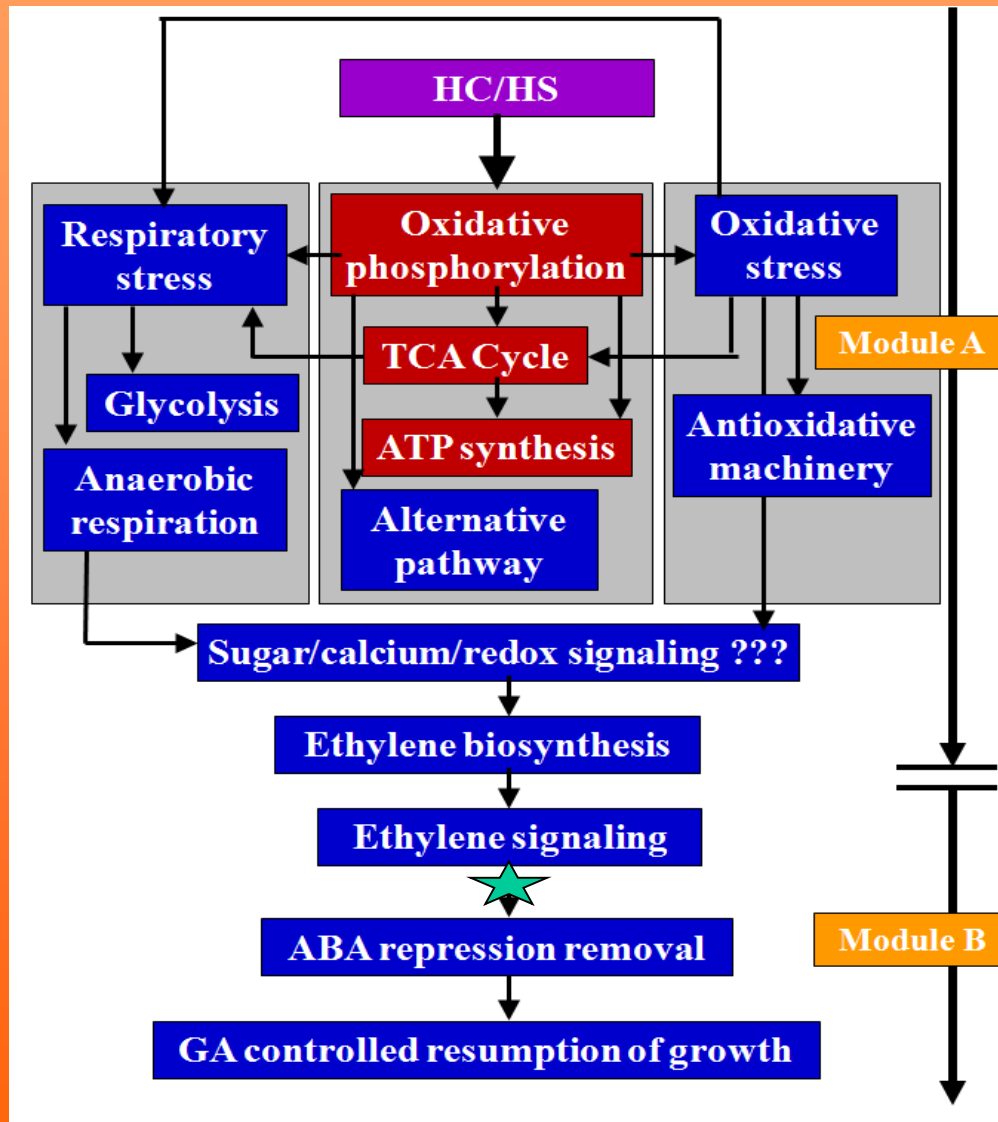 HC/HS
Respiratory
stress
Oxidative
phosphorylation
Oxidative
stress
Module A
TCA Cycle
Glycolysis
Antioxidative
machinery
ATP synthesis
Anaerobic
respiration
Alternative
pathway
Sugar/calcium/redox signaling ???
Ethylene biosynthesis
Ethylene signaling
ABA repression removal
Module B
GA controlled resumption of growth